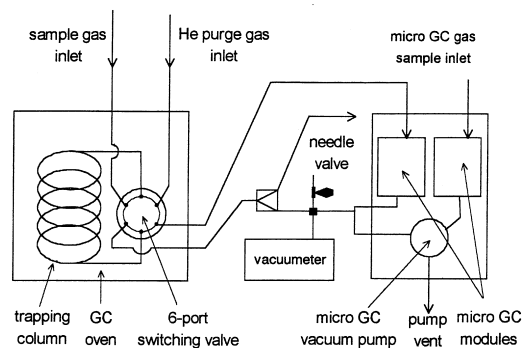 sample gas
inlet
He purge gas
inlet
micro GC gas
sample inlet
needle
valve
vacuumeter
trapping
column
GC
oven
6-port
switching valve
micro GC
vacuum pump
pump
vent
micro GC
modules